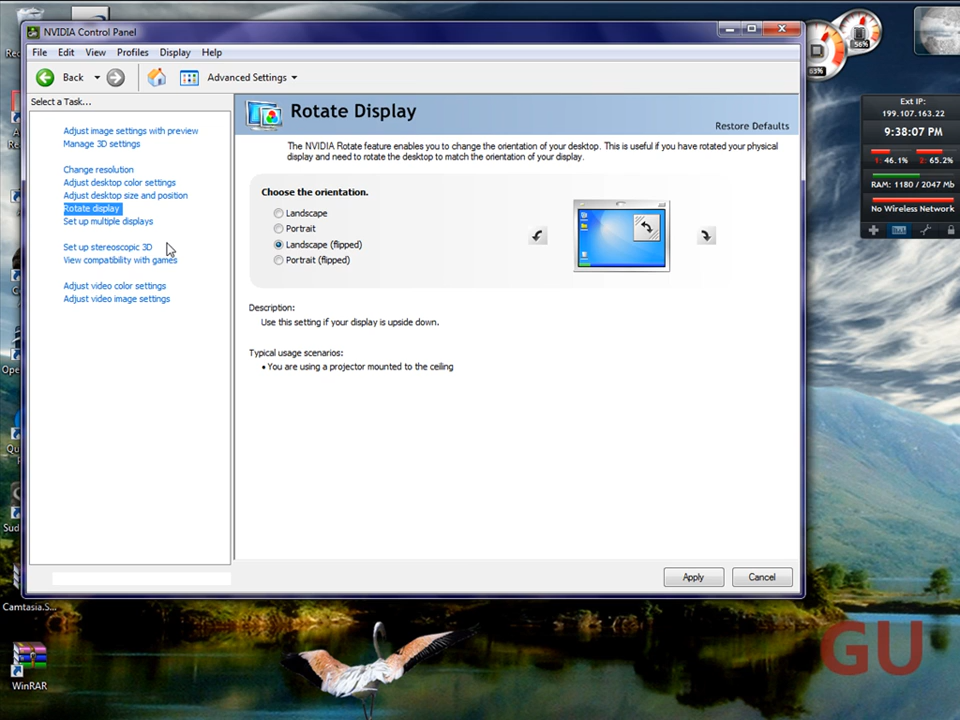 NVIDIA Control Panel
File Edit View Profiles Display Help
Back Advanced Settings
Select a Task...
Adjust image settings with preview
Manage 3D settings
Change resolution
Adjust desktop color settings
Adjust desktop size and position
Rotate display
Set up multiple displays
Set up stereoscopic 3D
View compatibility with games
Adjust video color settings
Adjust video image settings
Rotate Display
Restore Defaults
The NVIDIA Rotate feature enables you to change the orientation of your desktop. This is useful if you have rotated your physical
display and need to rotate the desktop to match the orientation of your display.
Choose the orientation.
Landscape
Portrait
Landscape (flipped)
Portrait (flipped)
Description:
Use this setting if your display is upside down.
Typical usage scenarios:
• You are using a projector mounted to the ceiling
Apply Cancel
56%
63%
Ext IP:
199.107.163.22
9:38:07 PM
1: 46.1% 2: 65.2%
RAM: 1180 / 2047 Mb
No Wireless Network
Camtasia.S...
WinRAR
GU